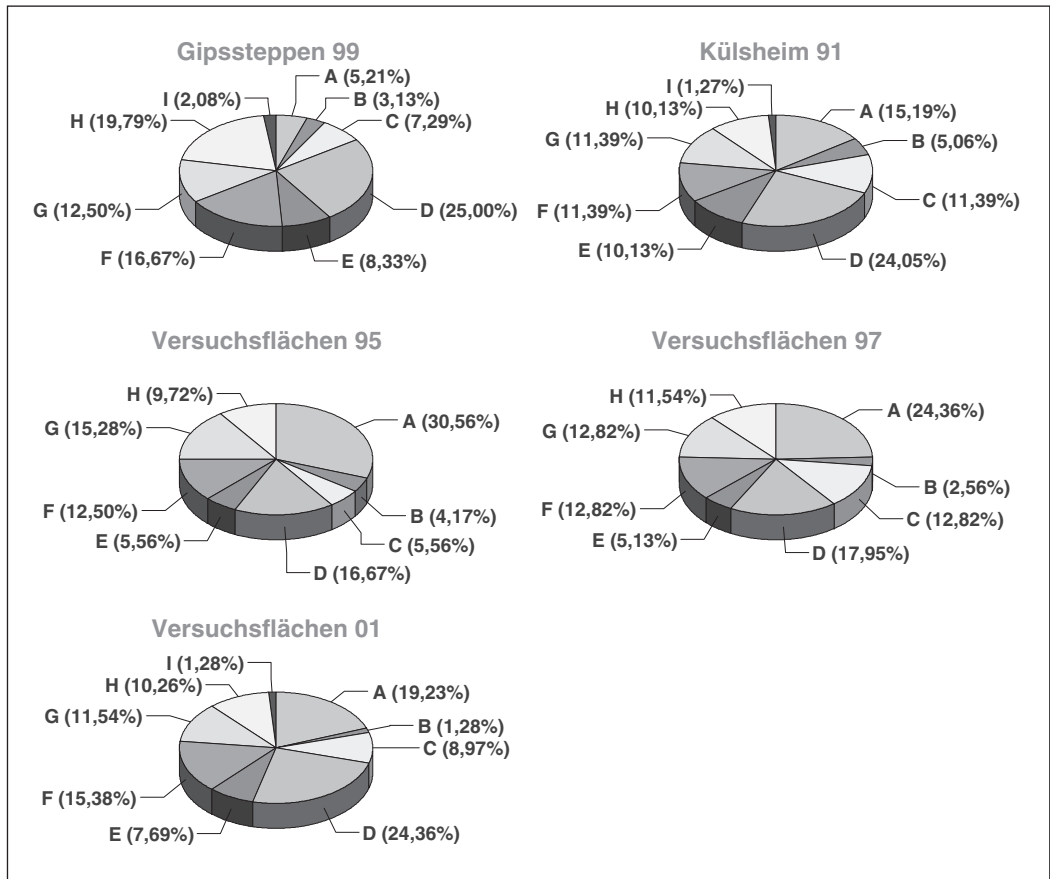 Gipssteppen 99
A (5,21%)
B (3,13%)
C (7,29%)
D (25,00%)
E (8,33%)
F (16,67%)
G (12,50%)
H (19,79%)
I (2,08%)
Külsheim 91
A (15,19%)
B (5,06%)
C (11,39%)
D (24,05%)
E (10,13%)
F (11,39%)
G (11,39%)
H (10,13%)
I (1,27%)
Versuchsflächen 95
A (30,56%)
B (4,17%)
C (5,56%)
D (16,67%)
E (5,56%)
F (12,50%)
G (15,28%)
H (9,72%)
Versuchsflächen 97
A (24,36%)
B (2,56%)
C (12,82%)
D (17,95%)
E (5,13%)
F (12,82%)
G (12,82%)
H (11,54%)
Versuchsflächen 01
A (19,23%)
B (1,28%)
C (8,97%)
D (24,36%)
E (7,69%)
F (15,38%)
G (11,54%)
H (10,26%)
I (1,28%)